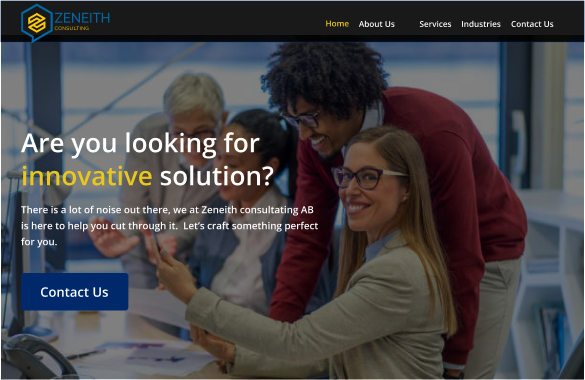 ZENEITH
CONSULTING
Home About Us Services Industries Contact Us
Are you looking for
innovative solution?
There is a lot of noise out there, we at Zeneith consultating AB
is here to help you cut through it. Let's craft something perfect
for you.
Contact Us